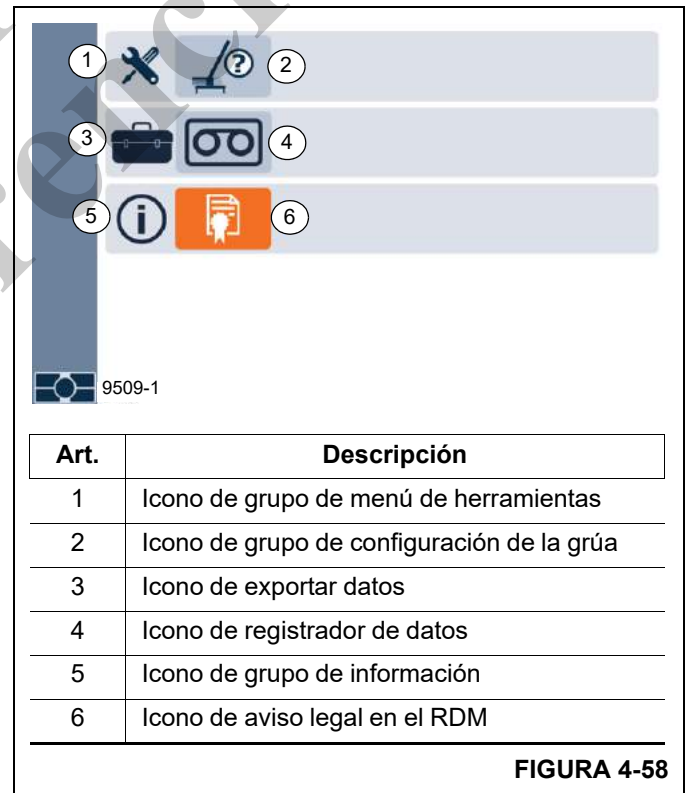 1
2
3
4
5
6
9509-1
Art. Descripción
1 Icono de grupo de menú de herramientas
2 Icono de grupo de configuración de la grúa
3 Icono de exportar datos
4 Icono de registrador de datos
5 Icono de grupo de información
6 Icono de aviso legal en el RDM
FIGURA 4-58